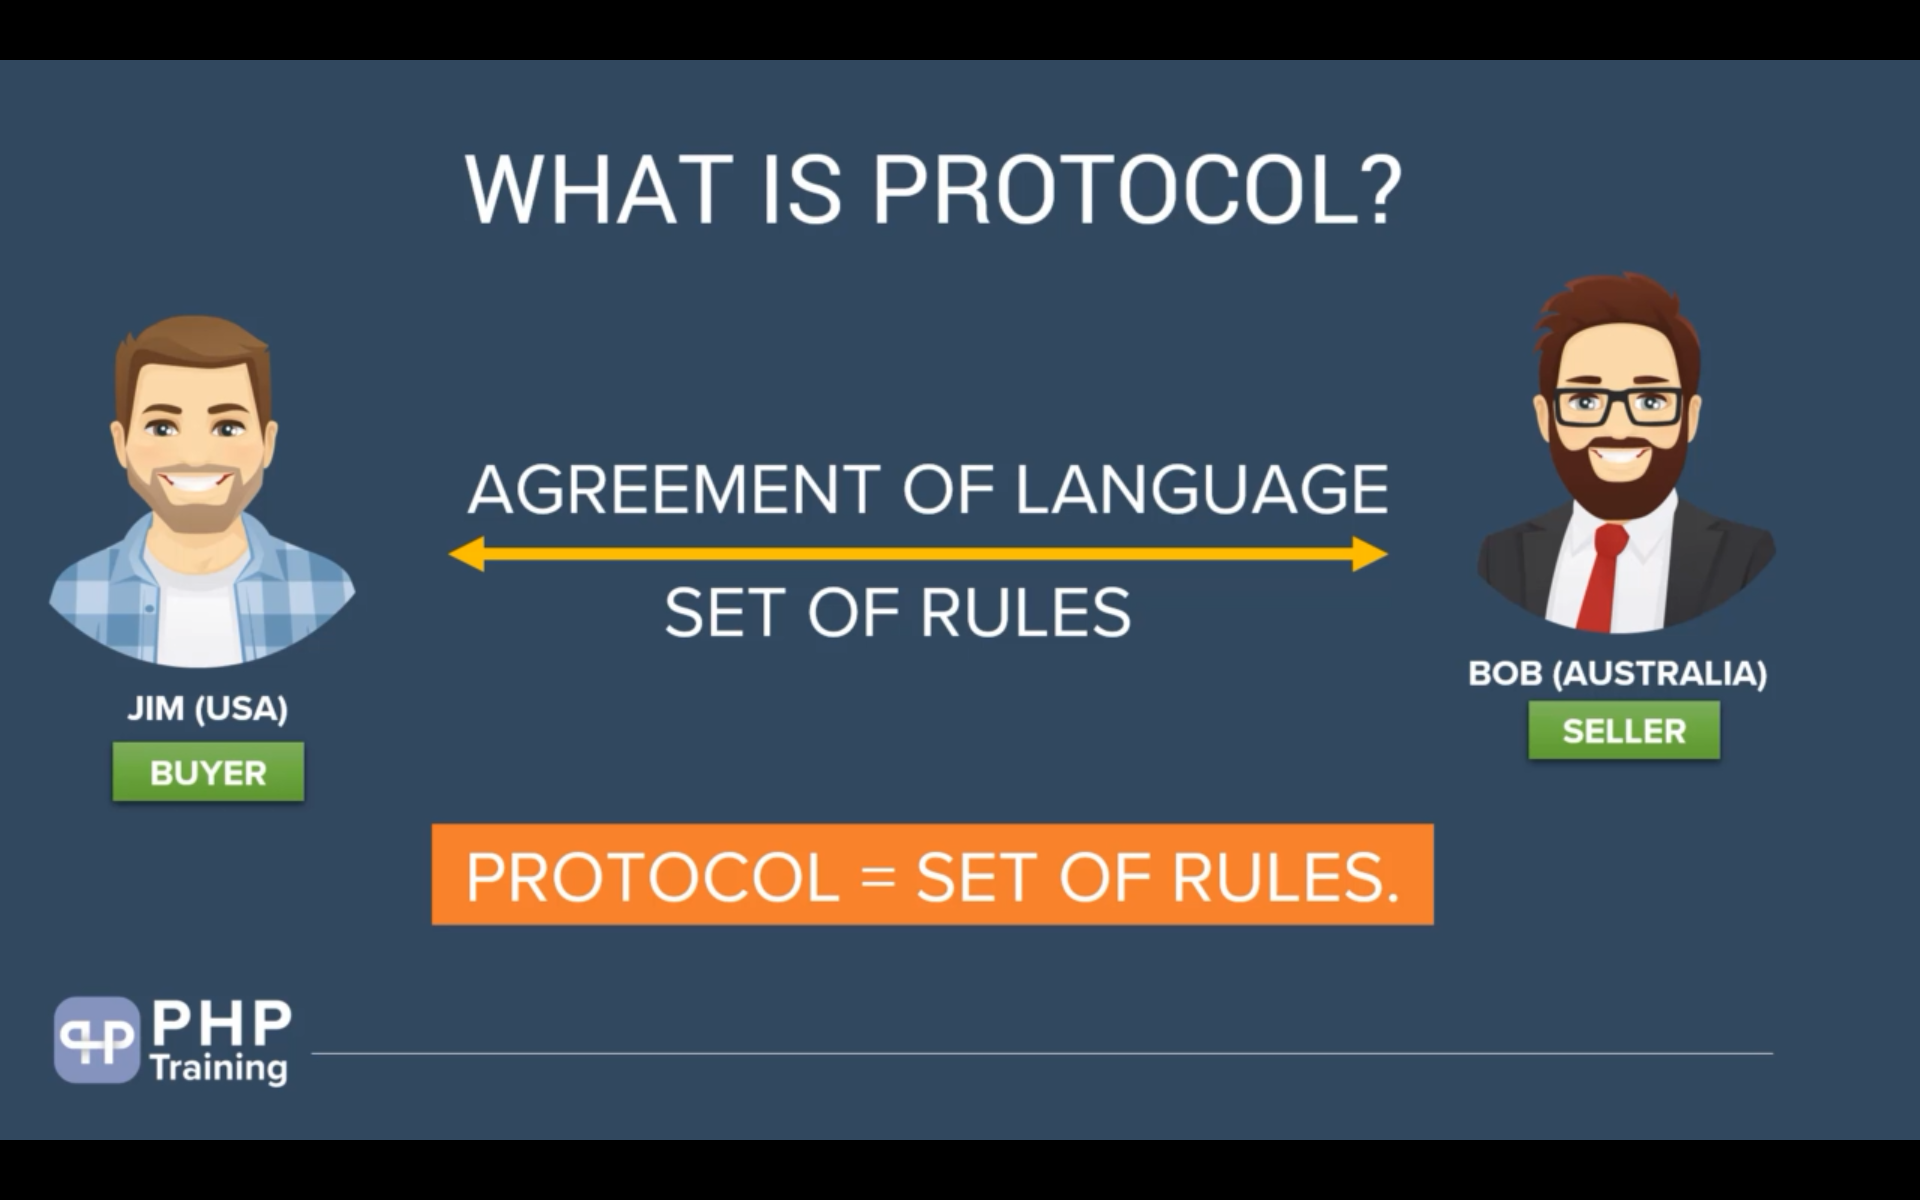 WHAT IS PROTOCOL?
AGREEMENT OF LANGUAGE
SET OF RULES
JIM (USA)
BUYER
BOB (AUSTRALIA)
SELLER
PROTOCOL = SET OF RULES.
php
PHP
Training